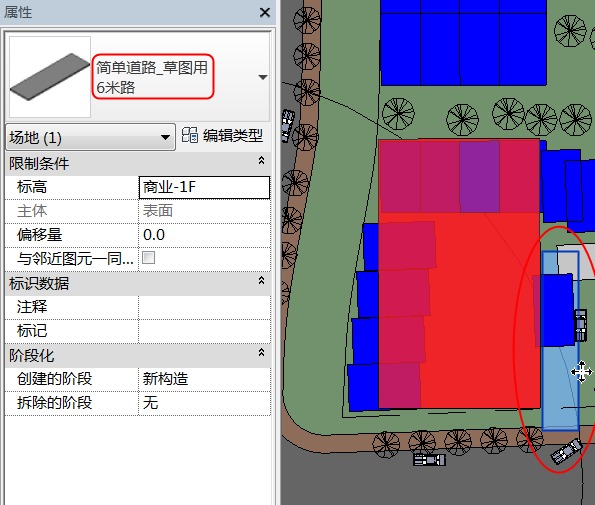 属性
简单道路_草图用
6米路
场地 (1)
编辑类型
限制条件
标高 商业-1F
主体 表面
偏移量 0.0
与邻近图元一同...
标识数据
注释
标记
阶段化
创建的阶段 新构造
拆除的阶段 无